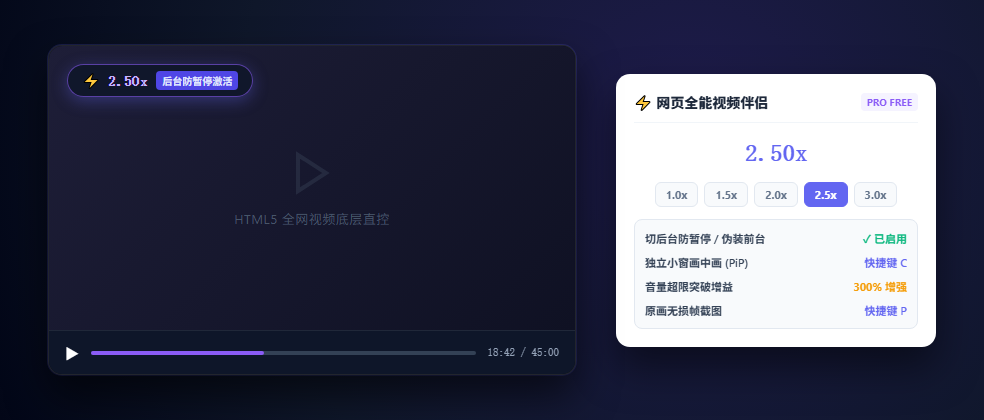 ⚡ 2.50x 后台防暂停激活
HTML5 全网视频底层直控
18:42 / 45:00
⚡ 网页全能视频伴侣 PRO FREE
2.50x
1.0x 1.5x 2.0x 2.5x 3.0x
切后台防暂停 / 伪装前台 ✓ 已启用
独立小窗画中画 (PiP) 快捷键 C
音量超限突破增益 300% 增强
原画无损帧截图 快捷键 P